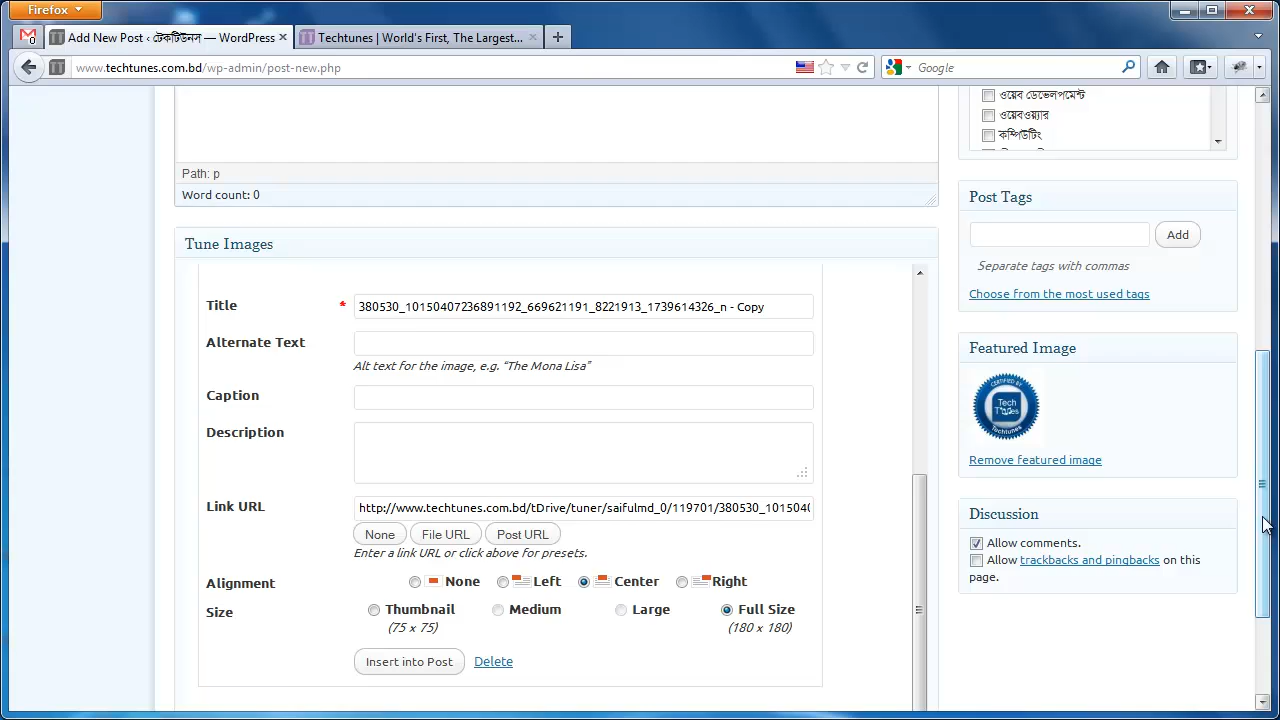 Firefox
Add New Post ‹ টেকটিউনস — WordPress
Techtunes | World's First, The Largest...
www.techtunes.com.bd/wp-admin/post-new.php
Google
ওয়েব ডেভেলপমেন্ট
ওয়েবওয়্যার
কম্পিউটিং
Path: p
Word count: 0
Post Tags
Add
Separate tags with commas
Choose from the most used tags
Tune Images
Title * 380530_10150407236891192_669621191_8221913_1739614326_n - Copy
Alternate Text
Alt text for the image, e.g. “The Mona Lisa”
Caption
Description
Link URL http://www.techtunes.com.bd/tDrive/tuner/saifulmd_0/119701/380530_101504(
None File URL Post URL
Enter a link URL or click above for presets.
Alignment None Left Center Right
Size Thumbnail Medium Large Full Size
(75 x 75) (180 x 180)
Insert into Post Delete
Featured Image
CERTIFIED BY
Tech
Tunes
Techtunes
Remove featured image
Discussion
Allow comments.
Allow trackbacks and pingbacks on this
page.